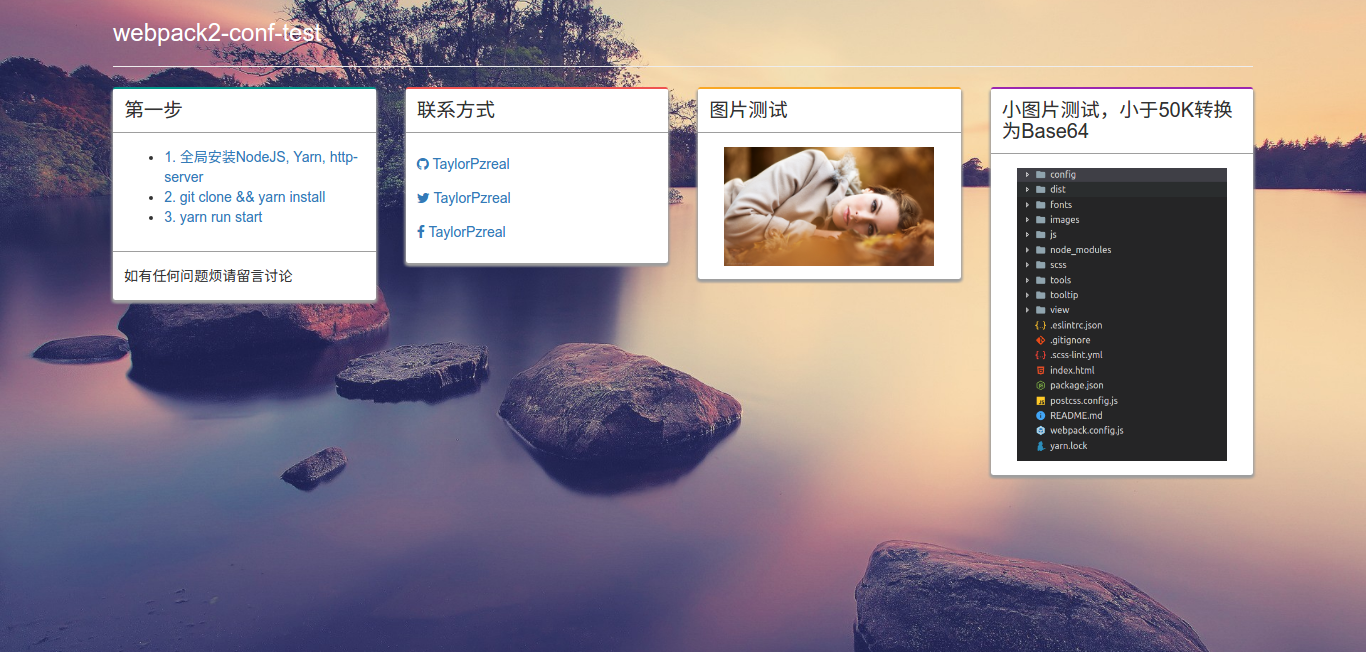 webpack2-conf-test
第一步
1. 全局安装NodeJS, Yarn, http-
server
2. git clone && yarn install
3. yarn run start
如有任何问题烦请留言讨论
联系方式
TaylorPzreal
TaylorPzreal
TaylorPzreal
图片测试
小图片测试，小于50K转换
为Base64
config
dist
fonts
images
js
node_modules
scss
tools
tooltip
view
.eslintrc.json
.gitignore
.scss-lint.yml
index.html
package.json
postcss.config.js
README.md
webpack.config.js
yarn.lock